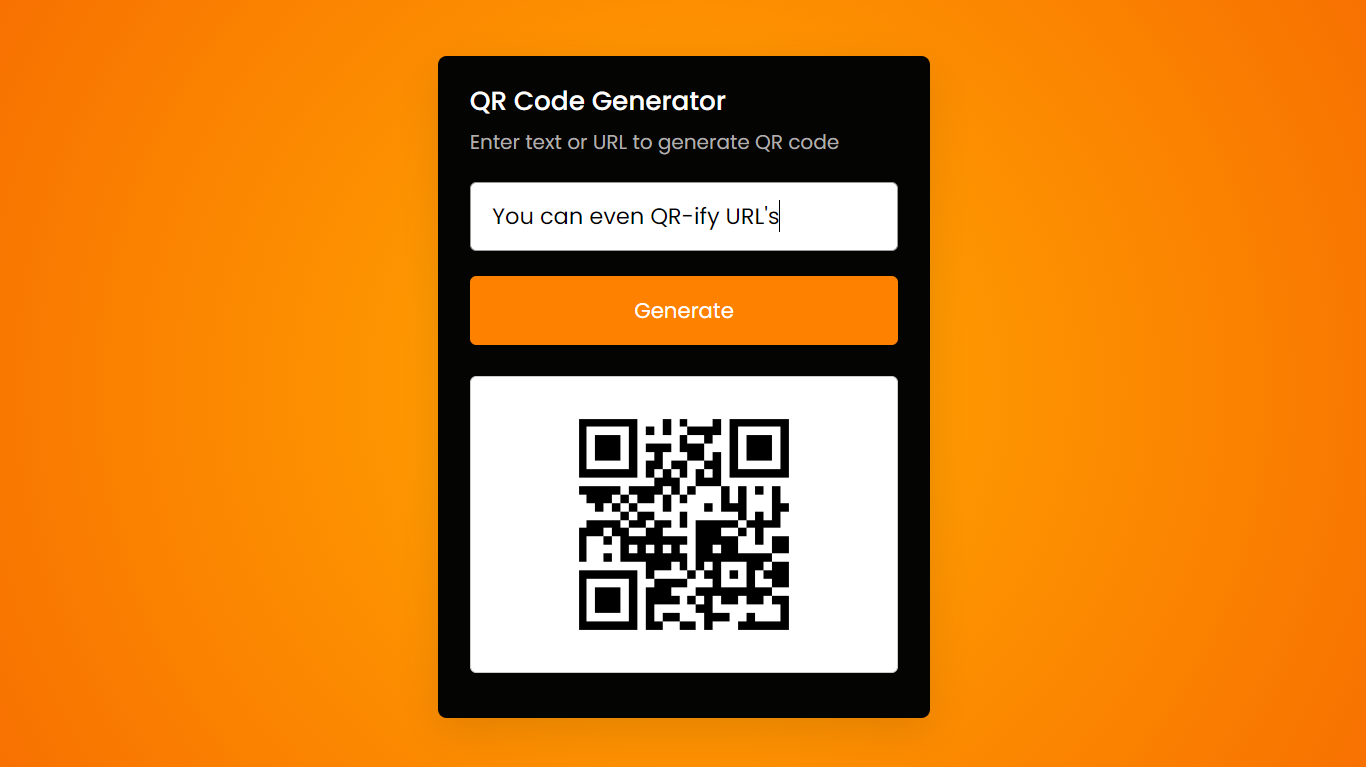 QR Code Generator
Enter text or URL to generate QR code
You can even QR-ify URL's
Generate